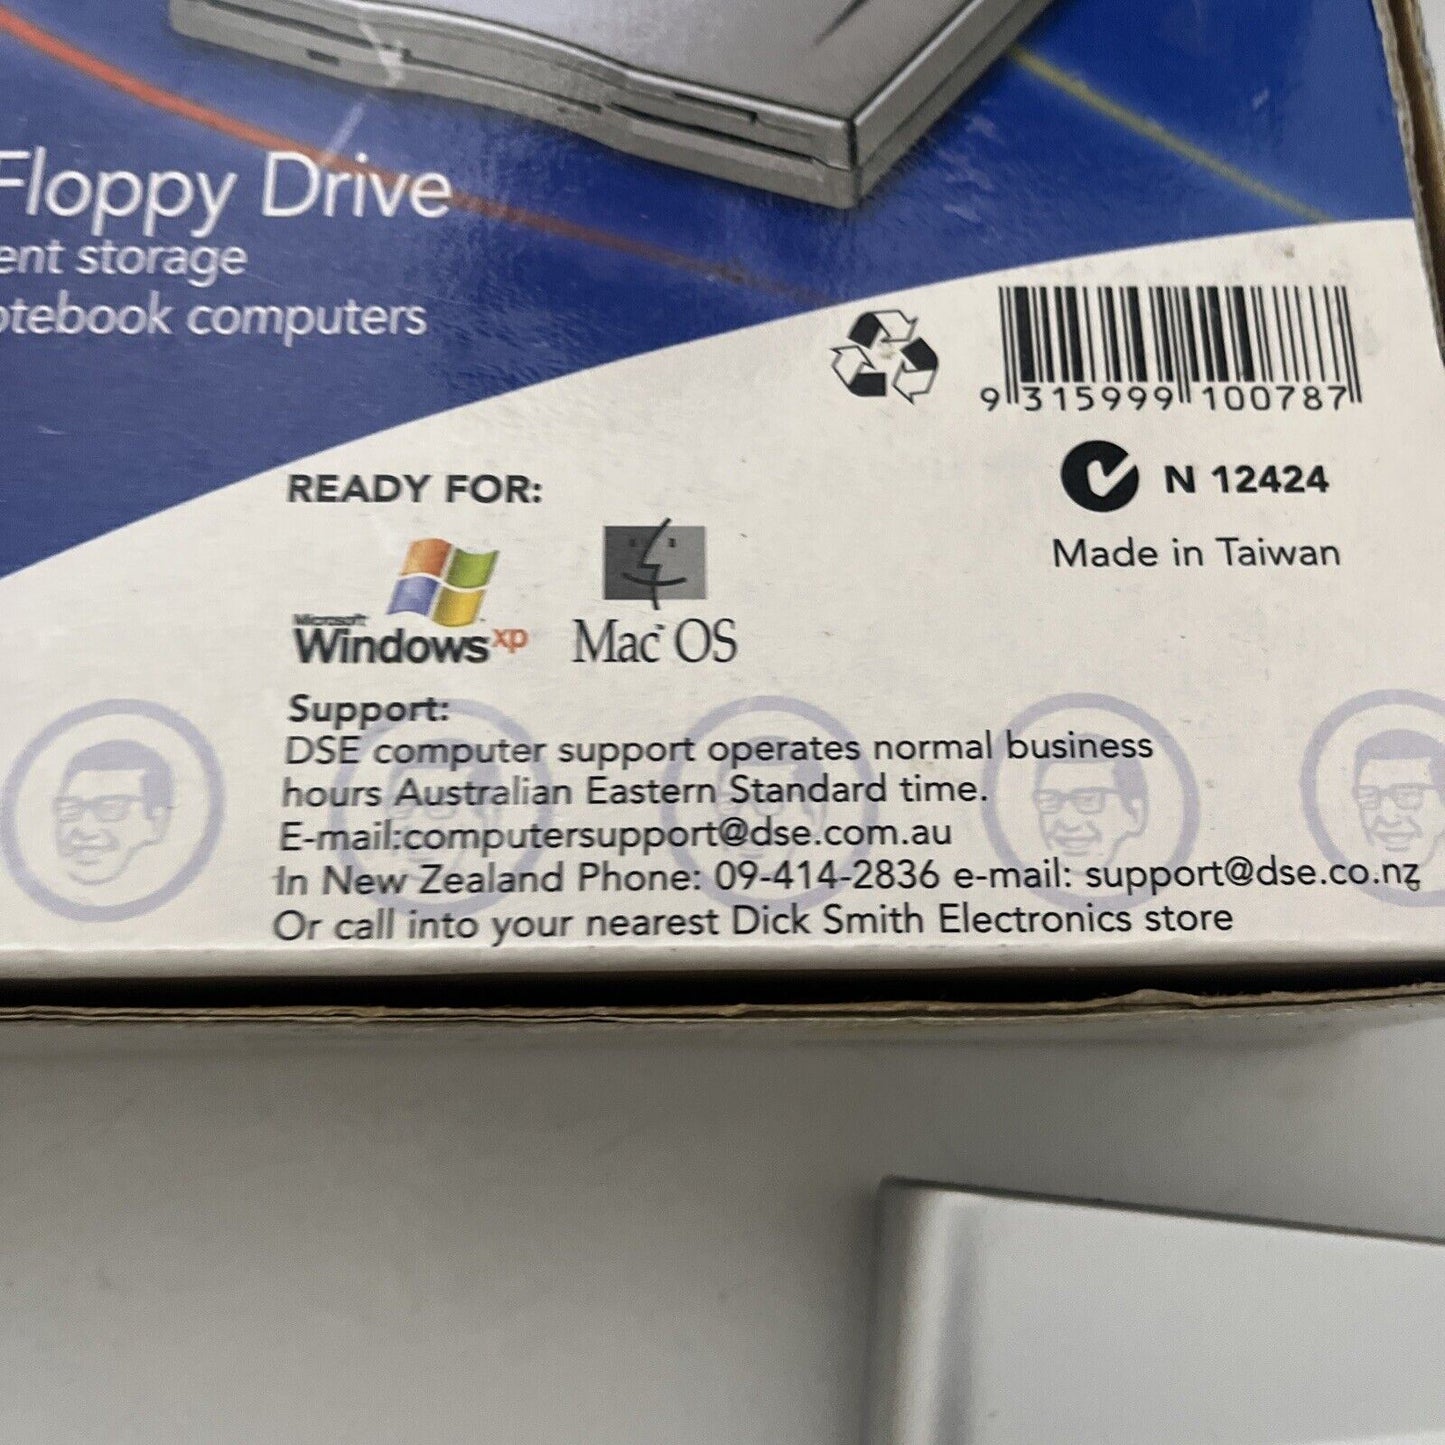 Floppy Drive
ent storage
otebook computers
9 315999 100787
N 12424
Made in Taiwan
READY FOR:
Microsoft
Windows xp
Mac OS
Support:
DSE computer support operates normal business
hours Australian Eastern Standard time.
E-mail:computersupport@dse.com.au
In New Zealand Phone: 09-414-2836 e-mail: support@dse.co.nz
Or call into your nearest Dick Smith Electronics store